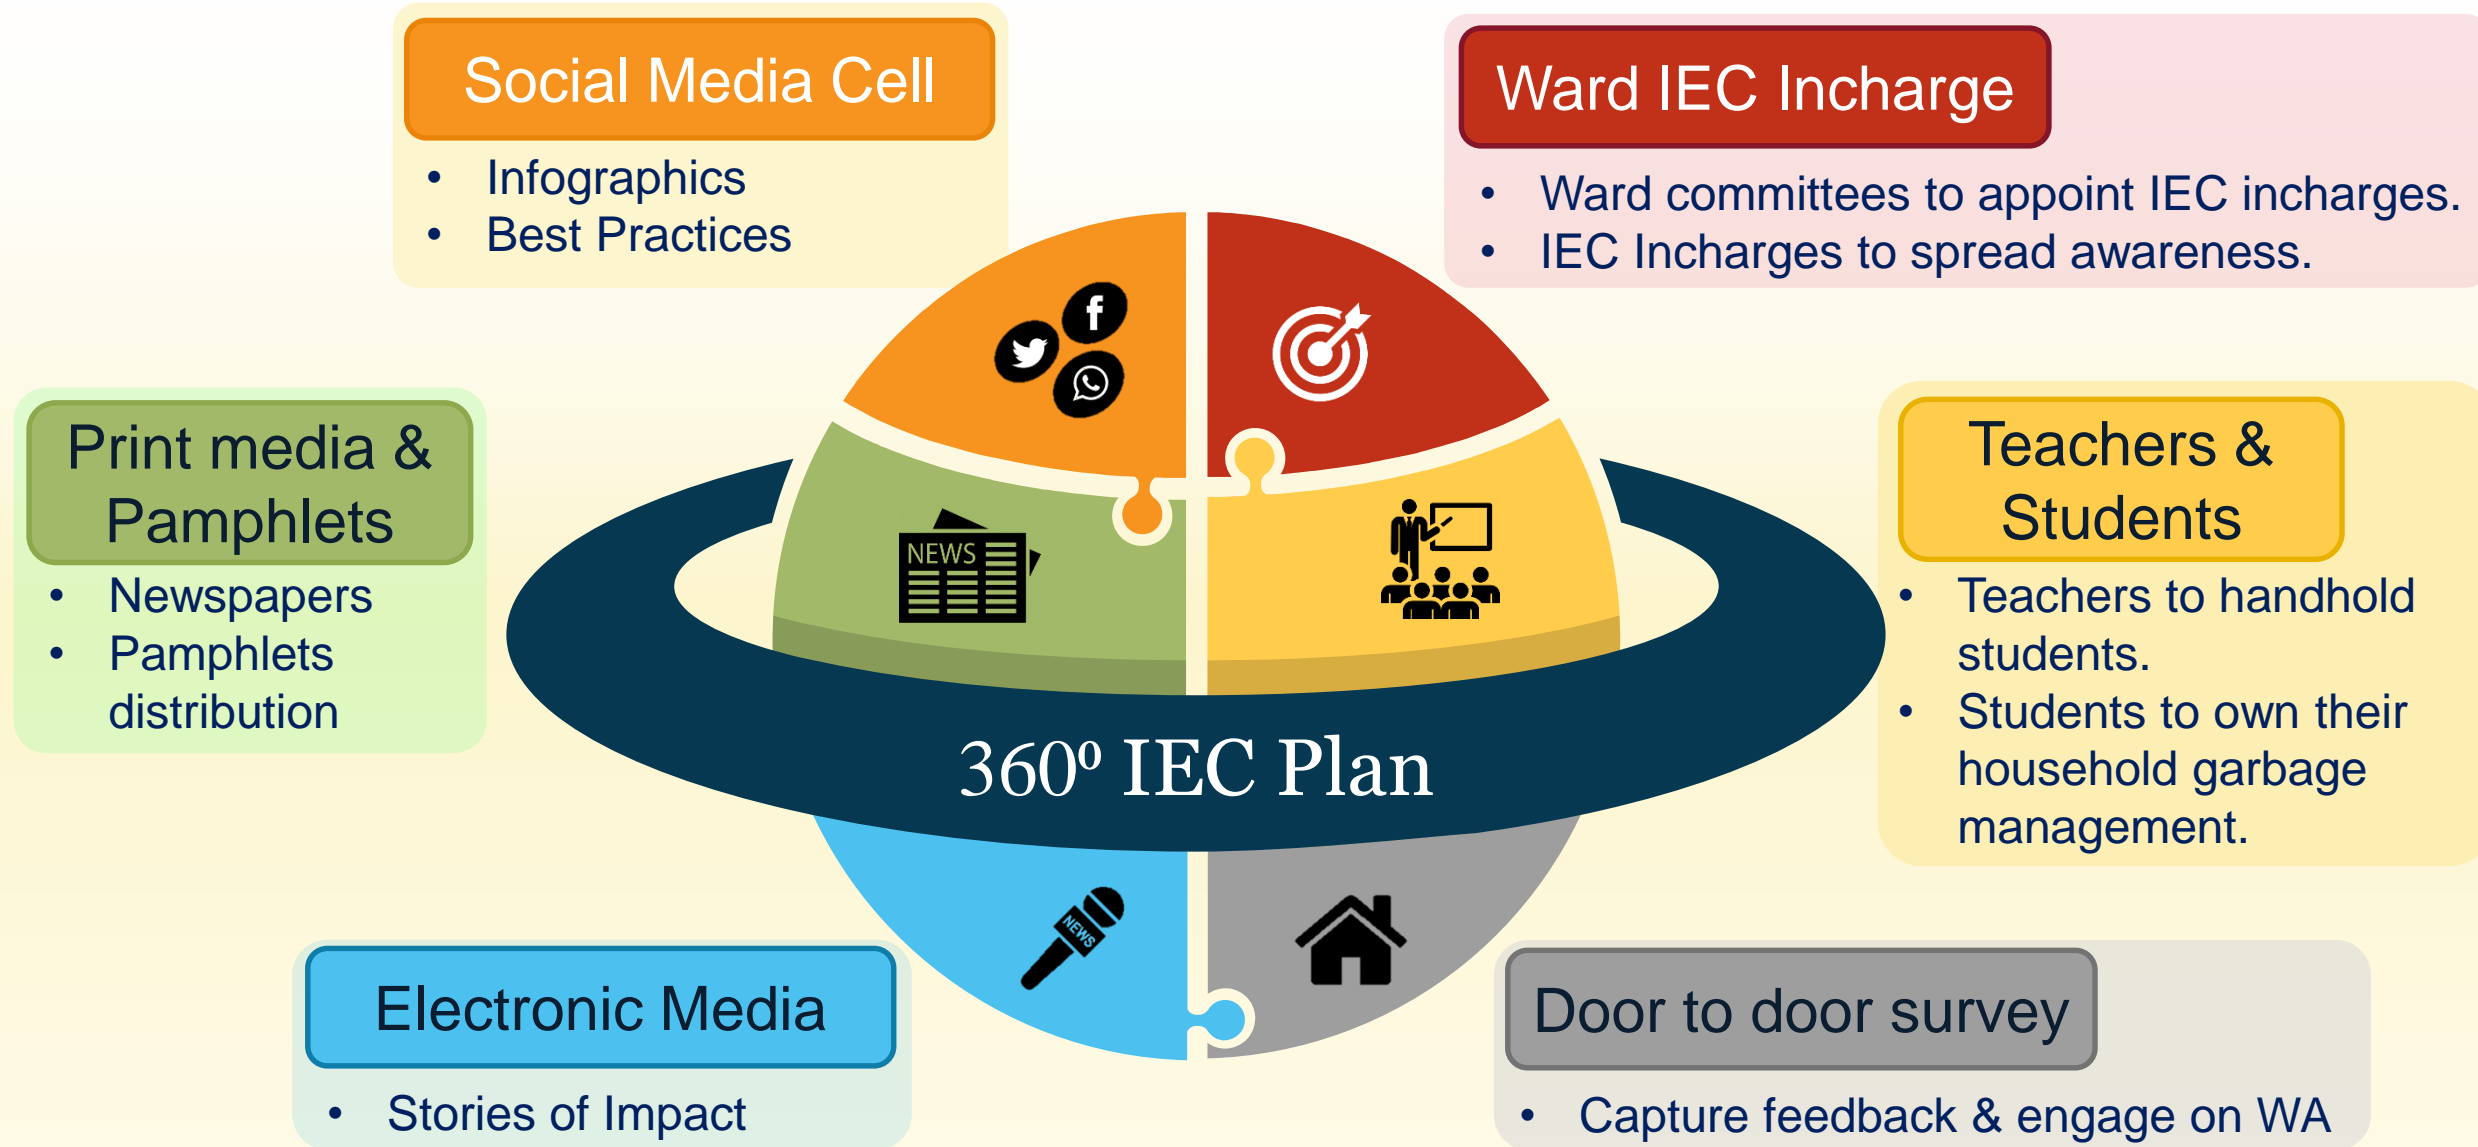 Social Media Cell
• Infographics
• Best Practices
Ward IEC Incharge
• Ward committees to appoint IEC incharges.
• IEC Incharges to spread awareness.
Print media &
Pamphlets
• Newspapers
• Pamphlets
distribution
f
NEWS
Teachers &
Students
• Teachers to handhold
students.
• Students to own their
household garbage
management.
360⁰ IEC Plan
NEWS
Electronic Media
• Stories of Impact
Door to door survey
• Capture feedback & engage on WA